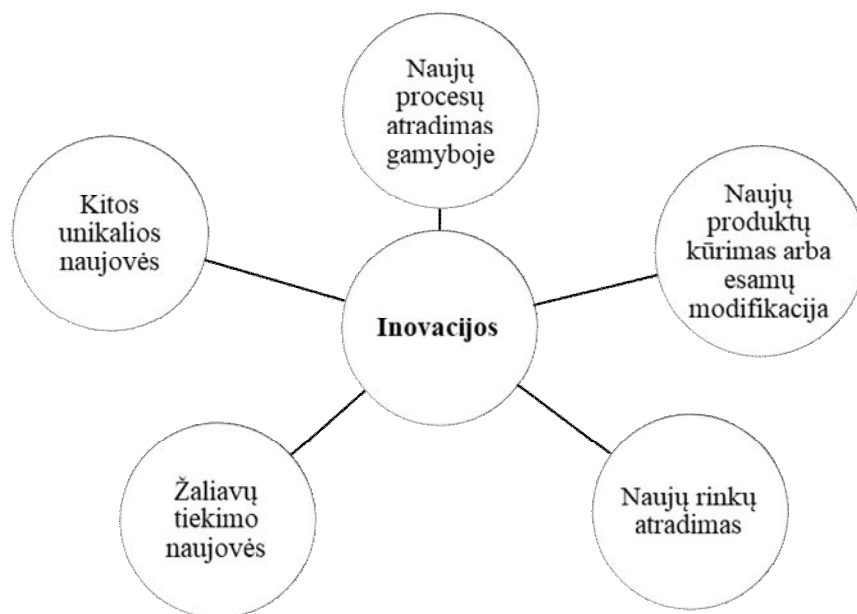 Naujų
procesų
atradimas
gamyboje
Kitos
unikalios
naujovės
Naujų
produktų
kūrimas arba
esamų
modifikacija
Inovacijos
Žaliavų
tiekimo
naujovės
Naujų rinkų
atradimas